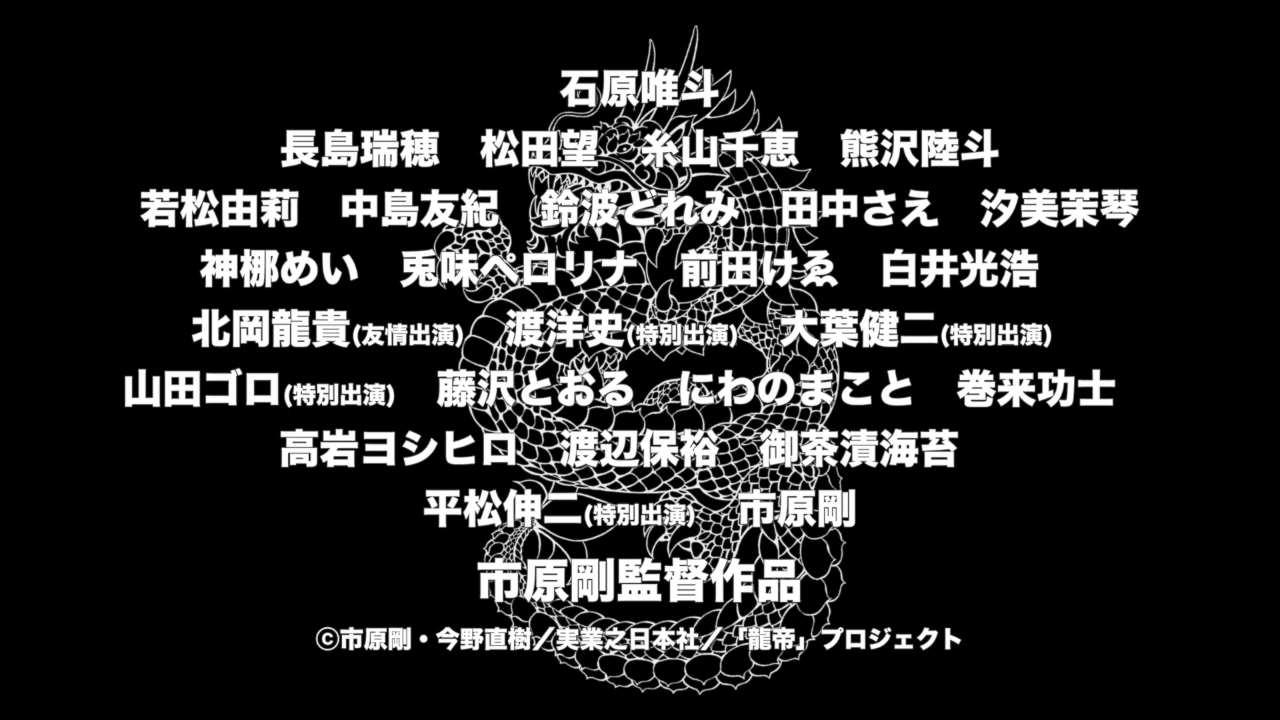 石原唯斗
長島瑞穂　松田望　糸山千恵　熊沢陸斗
若松由莉　中島友紀　鈴波どれみ　田中さえ　汐美茉琴
神梛めい　兎味ペロリナ　前田けゑ　白井光浩
北岡龍貴(友情出演)　渡洋史(特別出演)　大葉健二(特別出演)
山田ゴロ(特別出演)　藤沢とおる　にわのまこと　巻来功士
高岩ヨシヒロ　渡辺保裕　御茶漬海苔
平松伸二(特別出演)　市原剛
市原剛監督作品
©市原剛・今野直樹／実業之日本社／「龍帝」プロジェクト